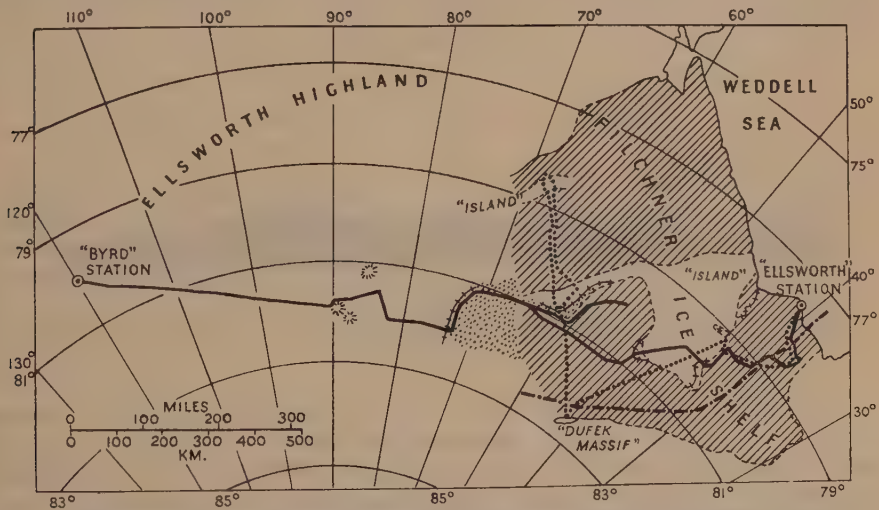 110° 100° 90° 80° 70° 60°
WEDDELL
SEA
50°
75°
ELLSWORTH HIGHLAND
77°
FILCHNER
"ISLAND"
120°
79
"BYRD"
STATION
"ISLAND"
"ELLSWORTH"
STATION
40°
77°
ICE
130°
81°
SHELF
30°
MILES
0 100 200 300
0 100 200 300 400 500
KM.
"DUFEK
MASSIF"
83° 85° 85° 83° 81° 79°